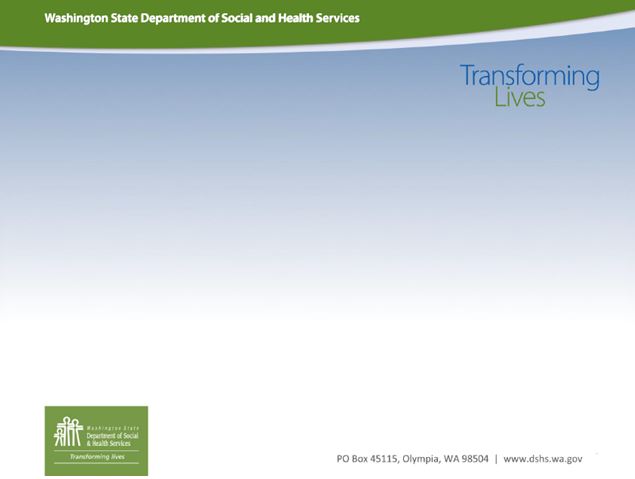 Washington State Department of Social and Health Services
Transforming
Lives
Washington State
Department of Social
& Health Services
Transforming lives
PO Box 45115, Olympia, WA 98504 | www.dshs.wa.gov